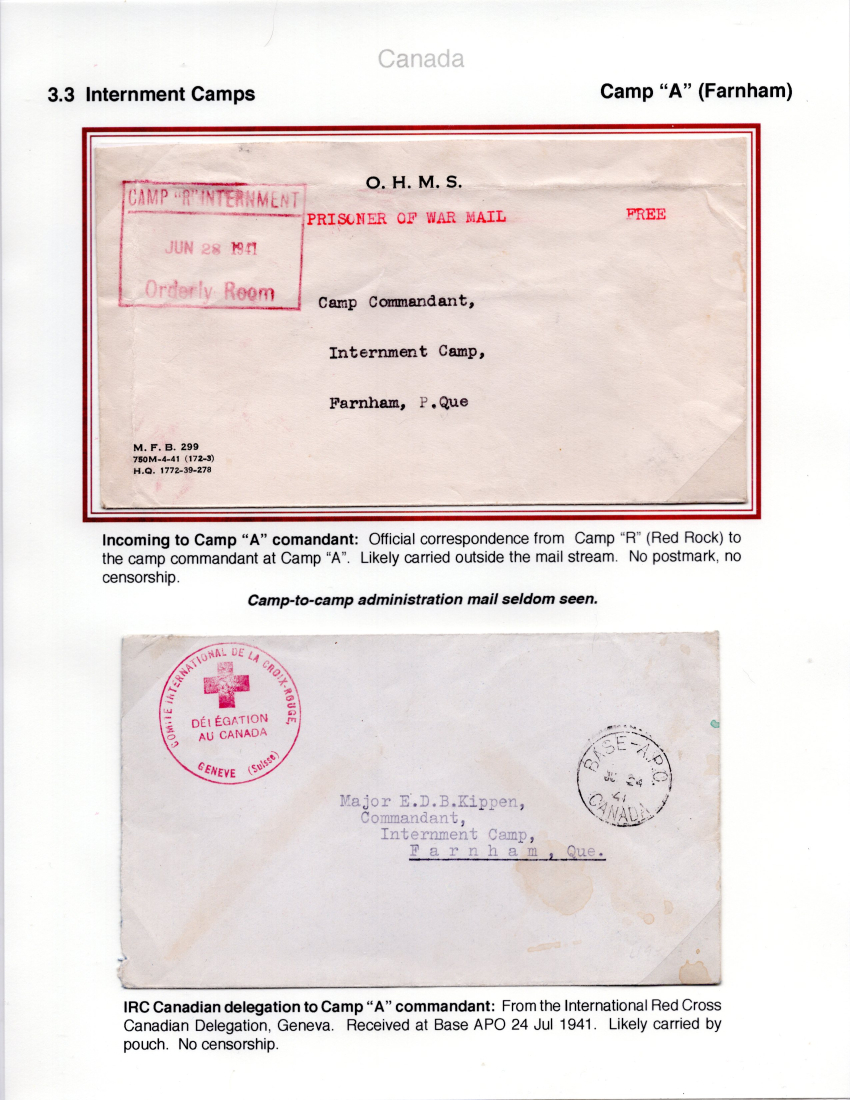 Canada
3.3 Internment Camps
Camp “A” (Farnham)
O. H. M. S.
CAMP "R" INTERNMENT
JUN 28 1941
Orderly Room
PRISONER OF WAR MAIL FREE
Camp Commandant,
Internment Camp,
Farnham, P.Que
M. F. B. 299
750M-4-41 (172-3)
H.Q. 1772-39-278
Incoming to Camp “A” comandant: Official correspondence from Camp “R” (Red Rock) to
the camp commandant at Camp “A”. Likely carried outside the mail stream. No postmark, no
censorship.
Camp-to-camp administration mail seldom seen.
COMITÉ INTERNATIONAL DE LA CROIX-ROUGE,
DÉLÉGATION
AU CANADA
GENEVE (Suisse)
BASE-A.P.O.
24
41
CANADA
Major E.D.B.Kippen,
Commandant,
Internment Camp,
Farnham, Que.
IRC Canadian delegation to Camp “A” commandant: From the International Red Cross
Canadian Delegation, Geneva. Received at Base APO 24 Jul 1941. Likely carried by
pouch. No censorship.